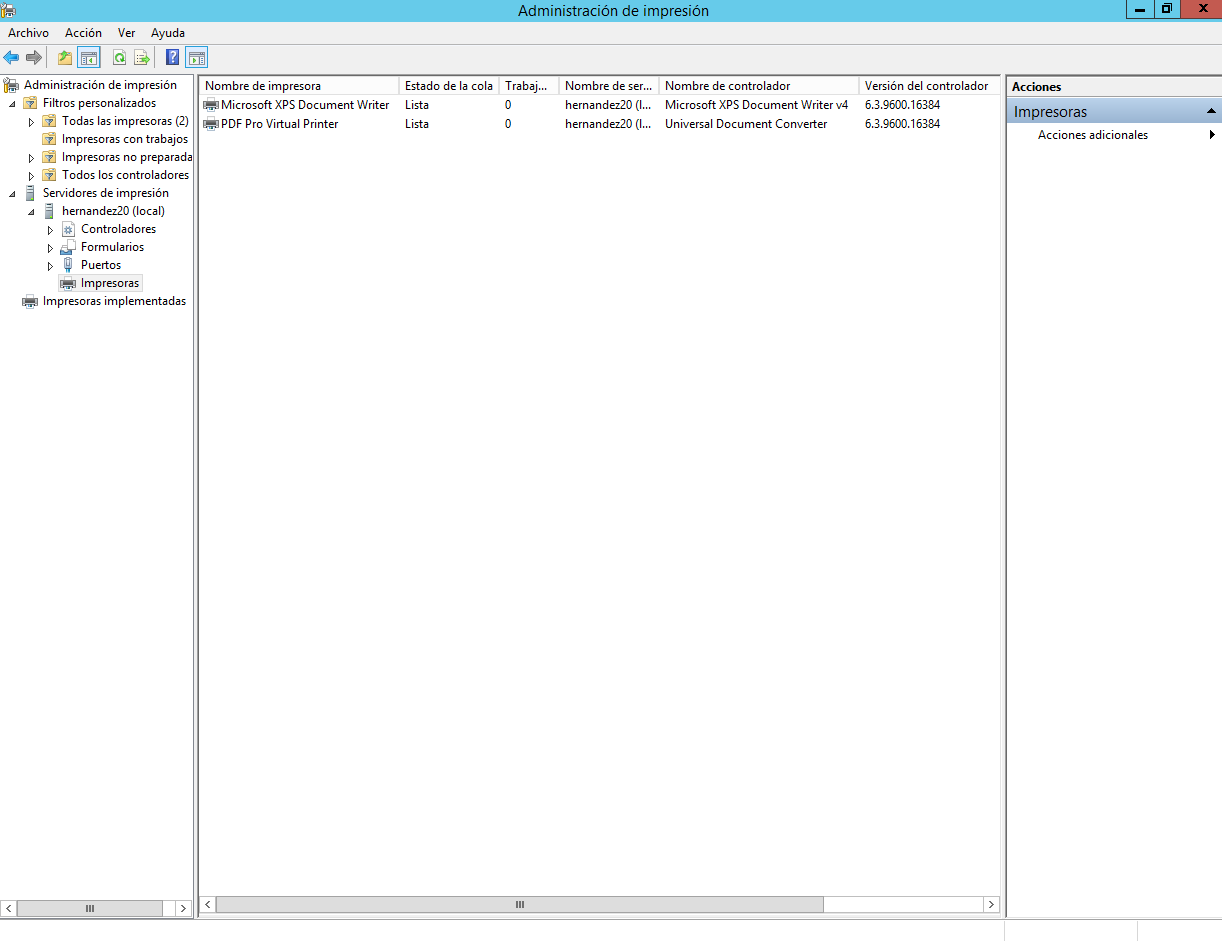 Administración de impresión
Archivo Acción Ver Ayuda
Administración de impresión
Filtros personalizados
Todas las impresoras (2)
Impresoras con trabajos
Impresoras no preparada
Todos los controladores
Servidores de impresión
hernandez20 (local)
Controladores
Formularios
Puertos
Impresoras
Impresoras implementadas
Nombre de impresora Estado de la cola Trabaj... Nombre de ser... Nombre de controlador Versión del controlador
Microsoft XPS Document Writer Lista 0 hernandez20 (l... Microsoft XPS Document Writer v4 6.3.9600.16384
PDF Pro Virtual Printer Lista 0 hernandez20 (l... Universal Document Converter 6.3.9600.16384
Acciones
Impresoras
Acciones adicionales